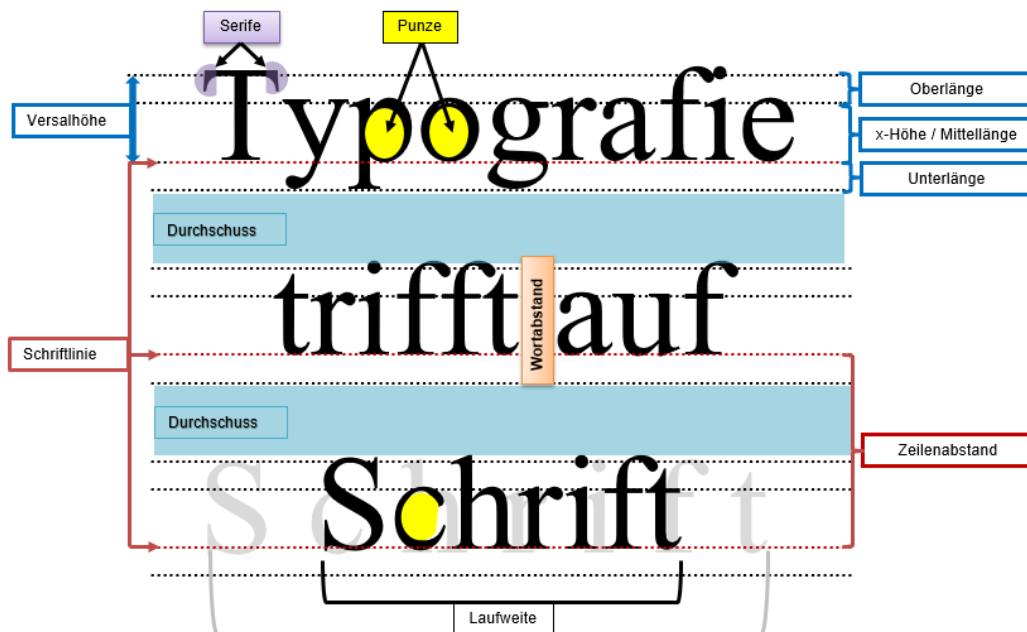 Serife
Punze
Typografie
Oberlänge
Versalhöhe
x-Höhe / Mittellänge
Unterlänge
Durchschuss
trifft auf
Wortabstand
Schriftlinie
Durchschuss
Zeilenabstand
Schrift
Schrift
Laufweite